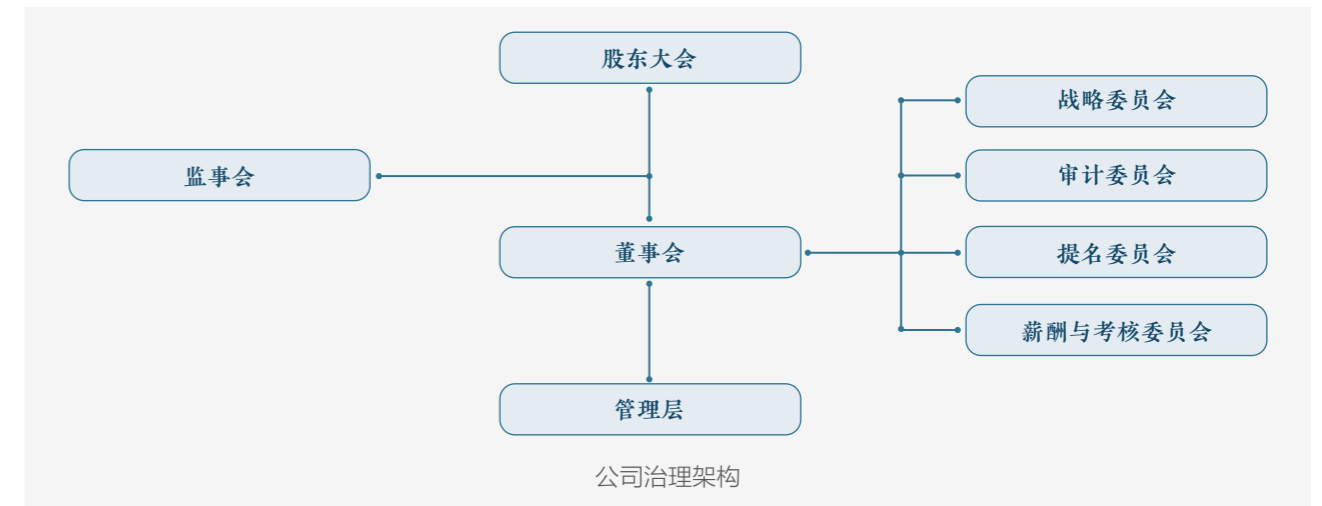 股东大会
战略委员会
监事会
审计委员会
董事会
提名委员会
薪酬与考核委员会
管理层
公司治理架构